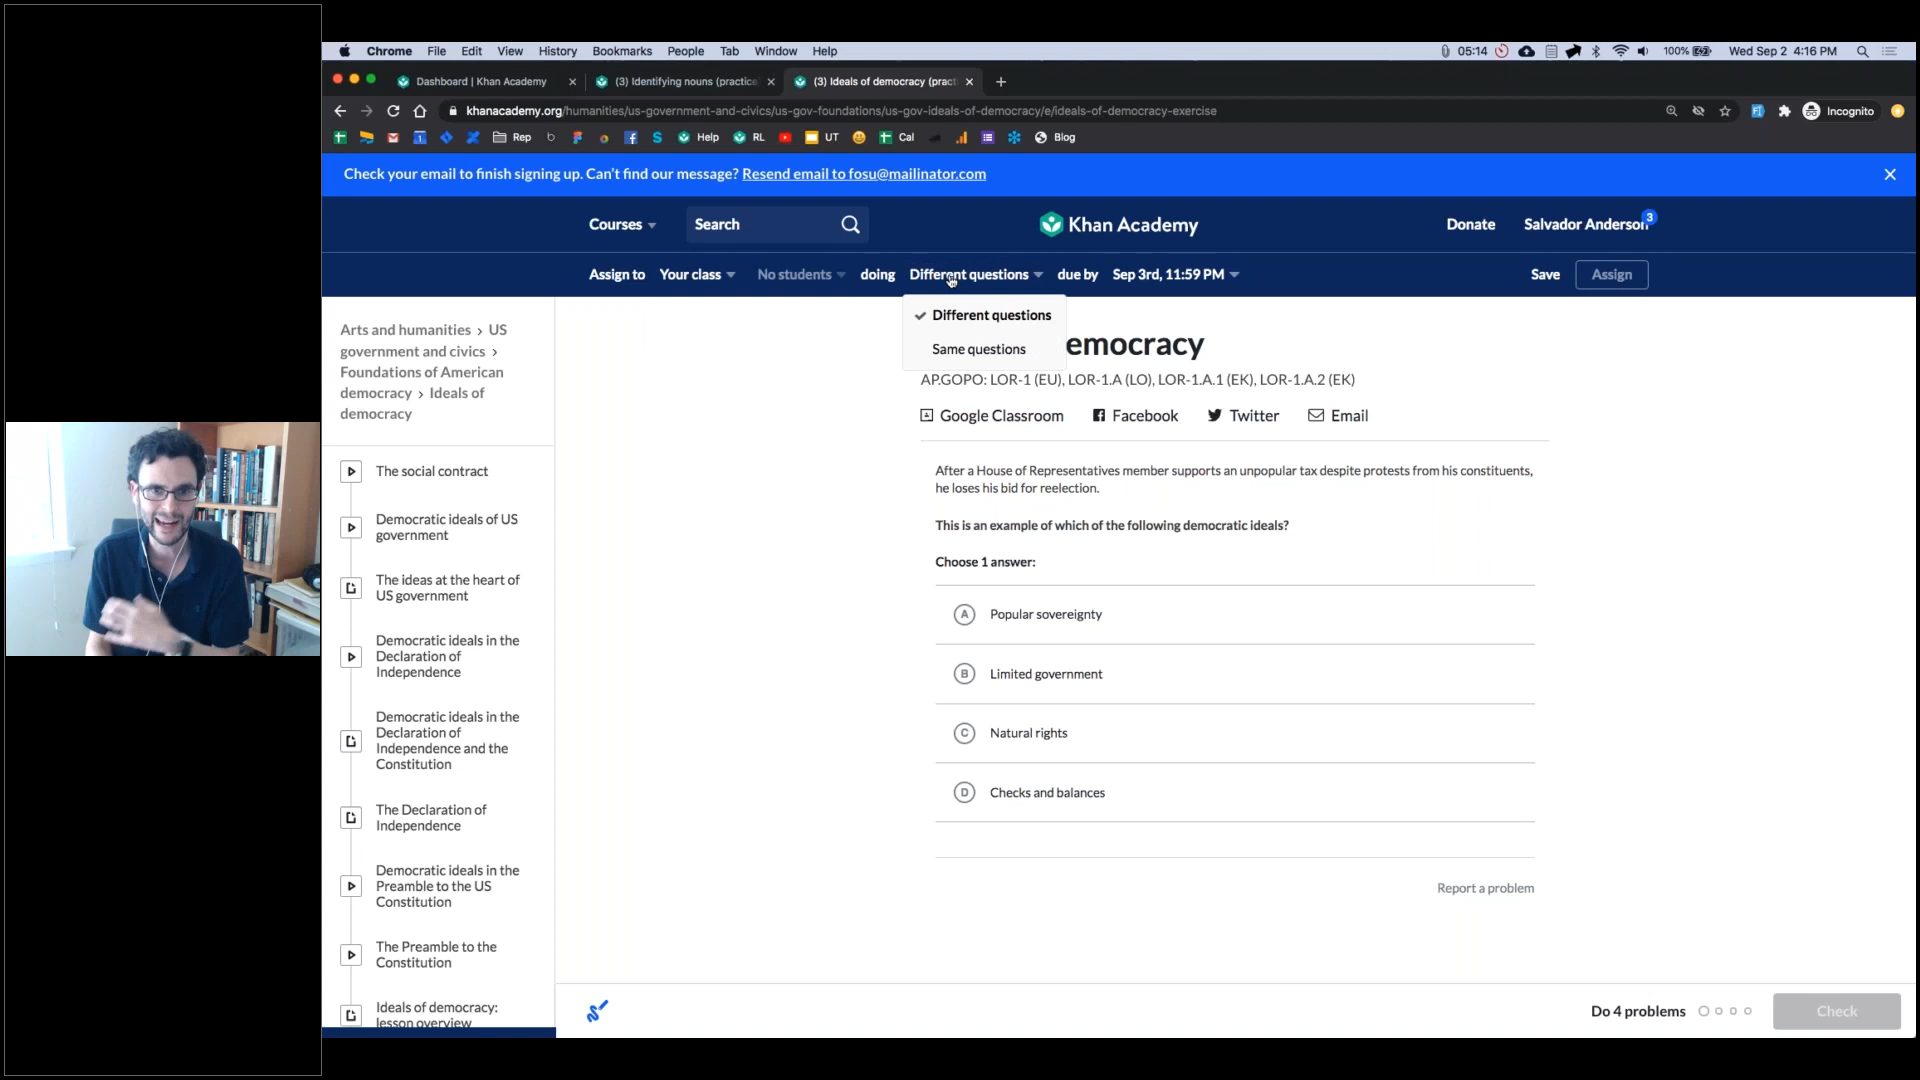 Chrome File Edit View History Bookmarks People Tab Window Help
05:14
100%
Wed Sep 2 4:16 PM
Dashboard | Khan Academy
(3) Identifying nouns (practice
(3) Ideals of democracy (pract
khanacademy.org/humanities/us-government-and-civics/us-gov-foundations/us-gov-ideals-of-democracy/e/ideals-of-democracy-exercise
Incognito
Rep
Help
RL
UT
Cal
Blog
Check your email to finish signing up. Can't find our message? Resend email to fosu@mailinator.com
Courses
Search
Khan Academy
Donate
Salvador Anderson
3
Assign to Your class No students doing Different questions due by Sep 3rd, 11:59 PM
Save
Assign
Different questions
Same questions
Arts and humanities › US
government and civics ›
Foundations of American
democracy › Ideals of
democracy
The social contract
Democratic ideals of US
government
The ideas at the heart of
US government
Democratic ideals in the
Declaration of
Independence
Democratic ideals in the
Declaration of
Independence and the
Constitution
The Declaration of
Independence
Democratic ideals in the
Preamble to the US
Constitution
The Preamble to the
Constitution
Ideals of democracy:
lesson overview
emocracy
AP.GOPO: LOR-1 (EU), LOR-1.A (LO), LOR-1.A.1 (EK), LOR-1.A.2 (EK)
Google Classroom
Facebook
Twitter
Email
After a House of Representatives member supports an unpopular tax despite protests from his constituents,
he loses his bid for reelection.
This is an example of which of the following democratic ideals?
Choose 1 answer:
A Popular sovereignty
B Limited government
C Natural rights
D Checks and balances
Report a problem
Do 4 problems
Check